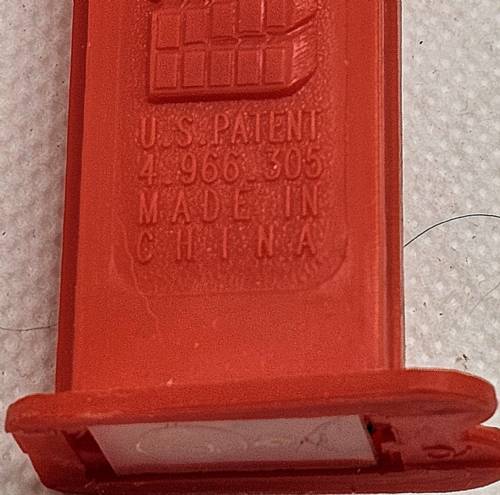 U.S. PATENT
4.966.305
MADE IN
CHINA